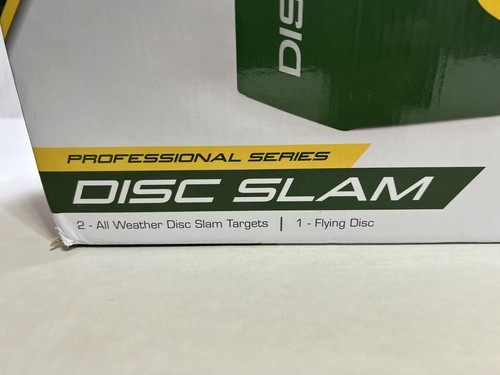 DIS
PROFESSIONAL SERIES
DISC SLAM
2 - All Weather Disc Slam Targets | 1 - Flying Disc